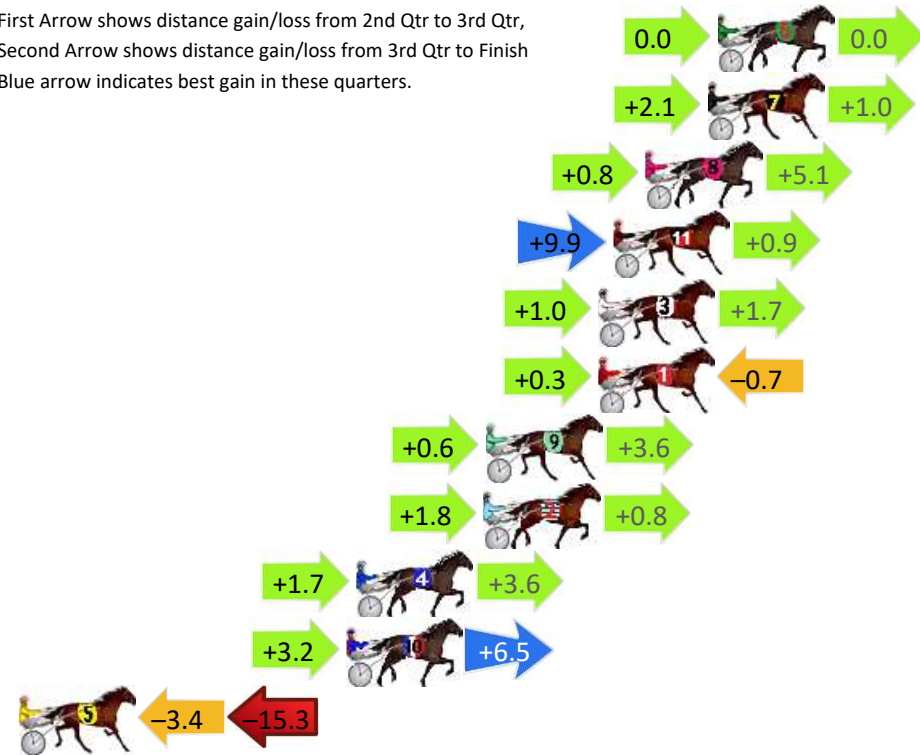 First Arrow shows distance gain/loss from 2nd Qtr to 3rd Qtr,
Second Arrow shows distance gain/loss from 3rd Qtr to Finish
Blue arrow indicates best gain in these quarters.
0.0 6 0.0
+2.1 7 +1.0
+0.8 8 +5.1
+9.9 11 +0.9
+1.0 3 +1.7
+0.3 1 –0.7
+0.6 9 +3.6
+1.8 2 +0.8
+1.7 4 +3.6
+3.2 10 +6.5
5 –3.4 –15.3